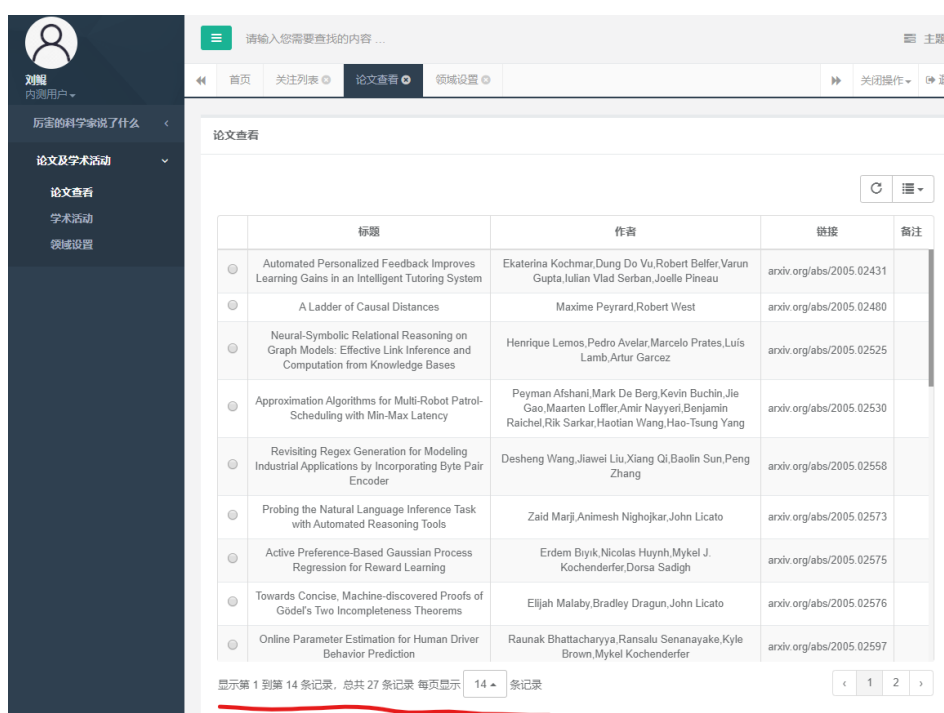 请输入您需要查找的内容 ...
主题
刘鲲
内测用户
首页
关注列表
论文查看
领域设置
关闭操作
厉害的科学家说了什么
论文及学术活动
论文查看
学术活动
领域设置
论文查看
标题 作者 链接 备注
Automated Personalized Feedback Improves
Learning Gains in an Intelligent Tutoring System
Ekaterina Kochmar,Dung Do Vu,Robert Belfer,Varun
Gupta,Iulian Vlad Serban,Joelle Pineau
arxiv.org/abs/2005.02431
A Ladder of Causal Distances
Maxime Peyrard,Robert West
arxiv.org/abs/2005.02480
Neural-Symbolic Relational Reasoning on
Graph Models: Effective Link Inference and
Computation from Knowledge Bases
Henrique Lemos,Pedro Avelar,Marcelo Prates,Luís
Lamb,Artur Garcez
arxiv.org/abs/2005.02525
Approximation Algorithms for Multi-Robot Patrol-
Scheduling with Min-Max Latency
Peyman Afshani,Mark De Berg,Kevin Buchin,Jie
Gao,Maarten Loffler,Amir Nayyeri,Benjamin
Raichel,Rik Sarkar,Haotian Wang,Hao-Tsung Yang
arxiv.org/abs/2005.02530
Revisiting Regex Generation for Modeling
Industrial Applications by Incorporating Byte Pair
Encoder
Desheng Wang,Jiawei Liu,Xiang Qi,Baolin Sun,Peng
Zhang
arxiv.org/abs/2005.02558
Probing the Natural Language Inference Task
with Automated Reasoning Tools
Zaid Marji,Animesh Nighojkar,John Licato
arxiv.org/abs/2005.02573
Active Preference-Based Gaussian Process
Regression for Reward Learning
Erdem Bıyık,Nicolas Huynh,Mykel J.
Kochenderfer,Dorsa Sadigh
arxiv.org/abs/2005.02575
Towards Concise, Machine-discovered Proofs of
Gödel's Two Incompleteness Theorems
Elijah Malaby,Bradley Dragun,John Licato
arxiv.org/abs/2005.02576
Online Parameter Estimation for Human Driver
Behavior Prediction
Raunak Bhattacharyya,Ransalu Senanayake,Kyle
Brown,Mykel Kochenderfer
arxiv.org/abs/2005.02597
显示第 1 到第 14 条记录，总共 27 条记录 每页显示 14 条记录
‹ 1 2 ›